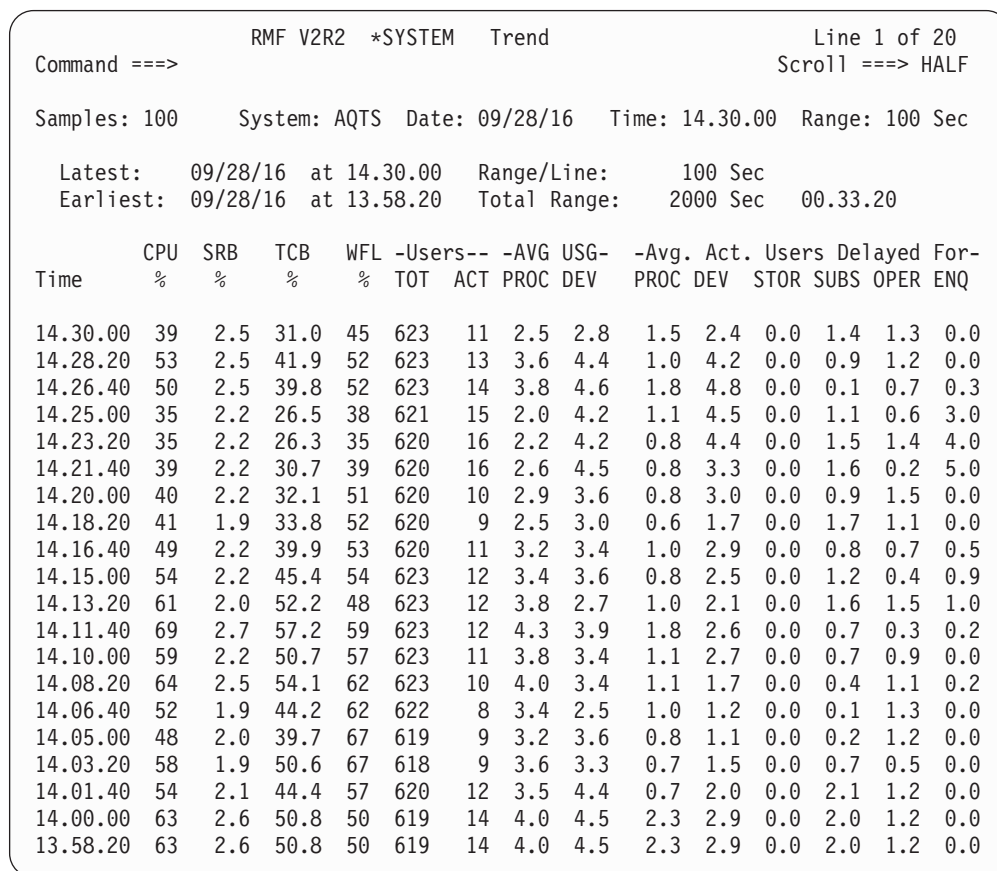 RMF V2R2 *SYSTEM Trend Line 1 of 20
Command ===> Scroll ===> HALF
Samples: 100 System: AQTS Date: 09/28/16 Time: 14.30.00 Range: 100 Sec
Latest: 09/28/16 at 14.30.00 Range/Line: 100 Sec
Earliest: 09/28/16 at 13.58.20 Total Range: 2000 Sec 00.33.20
CPU SRB TCB WFL -Users-- -AVG USG- -Avg. Act. Users Delayed For-
Time % % % % TOT ACT PROC DEV PROC DEV STOR SUBS OPER ENQ
14.30.00 39 2.5 31.0 45 623 11 2.5 2.8 1.5 2.4 0.0 1.4 1.3 0.0
14.28.20 53 2.5 41.9 52 623 13 3.6 4.4 1.0 4.2 0.0 0.9 1.2 0.0
14.26.40 50 2.5 39.8 52 623 14 3.8 4.6 1.8 4.8 0.0 0.1 0.7 0.3
14.25.00 35 2.2 26.5 38 621 15 2.0 4.2 1.1 4.5 0.0 1.1 0.6 3.0
14.23.20 35 2.2 26.3 35 620 16 2.2 4.2 0.8 4.4 0.0 1.5 1.4 4.0
14.21.40 39 2.2 30.7 39 620 16 2.6 4.5 0.8 3.3 0.0 1.6 0.2 5.0
14.20.00 40 2.2 32.1 51 620 10 2.9 3.6 0.8 3.0 0.0 0.9 1.5 0.0
14.18.20 41 1.9 33.8 52 620 9 2.5 3.0 0.6 1.7 0.0 1.7 1.1 0.0
14.16.40 49 2.2 39.9 53 620 11 3.2 3.4 1.0 2.9 0.0 0.8 0.7 0.5
14.15.00 54 2.2 45.4 54 623 12 3.4 3.6 0.8 2.5 0.0 1.2 0.4 0.9
14.13.20 61 2.0 52.2 48 623 12 3.8 2.7 1.0 2.1 0.0 1.6 1.5 1.0
14.11.40 69 2.7 57.2 59 623 12 4.3 3.9 1.8 2.6 0.0 0.7 0.3 0.2
14.10.00 59 2.2 50.7 57 623 11 3.8 3.4 1.1 2.7 0.0 0.7 0.9 0.0
14.08.20 64 2.5 54.1 62 623 10 4.0 3.4 1.1 1.7 0.0 0.4 1.1 0.2
14.06.40 52 1.9 44.2 62 622 8 3.4 2.5 1.0 1.2 0.0 0.1 1.3 0.0
14.05.00 48 2.0 39.7 67 619 9 3.2 3.6 0.8 1.1 0.0 0.2 1.2 0.0
14.03.20 58 1.9 50.6 67 618 9 3.6 3.3 0.7 1.5 0.0 0.7 0.5 0.0
14.01.40 54 2.1 44.4 57 620 12 3.5 4.4 0.7 2.0 0.0 2.1 1.2 0.0
14.00.00 63 2.6 50.8 50 619 14 4.0 4.5 2.3 2.9 0.0 2.0 1.2 0.0
13.58.20 63 2.6 50.8 50 619 14 4.0 4.5 2.3 2.9 0.0 2.0 1.2 0.0